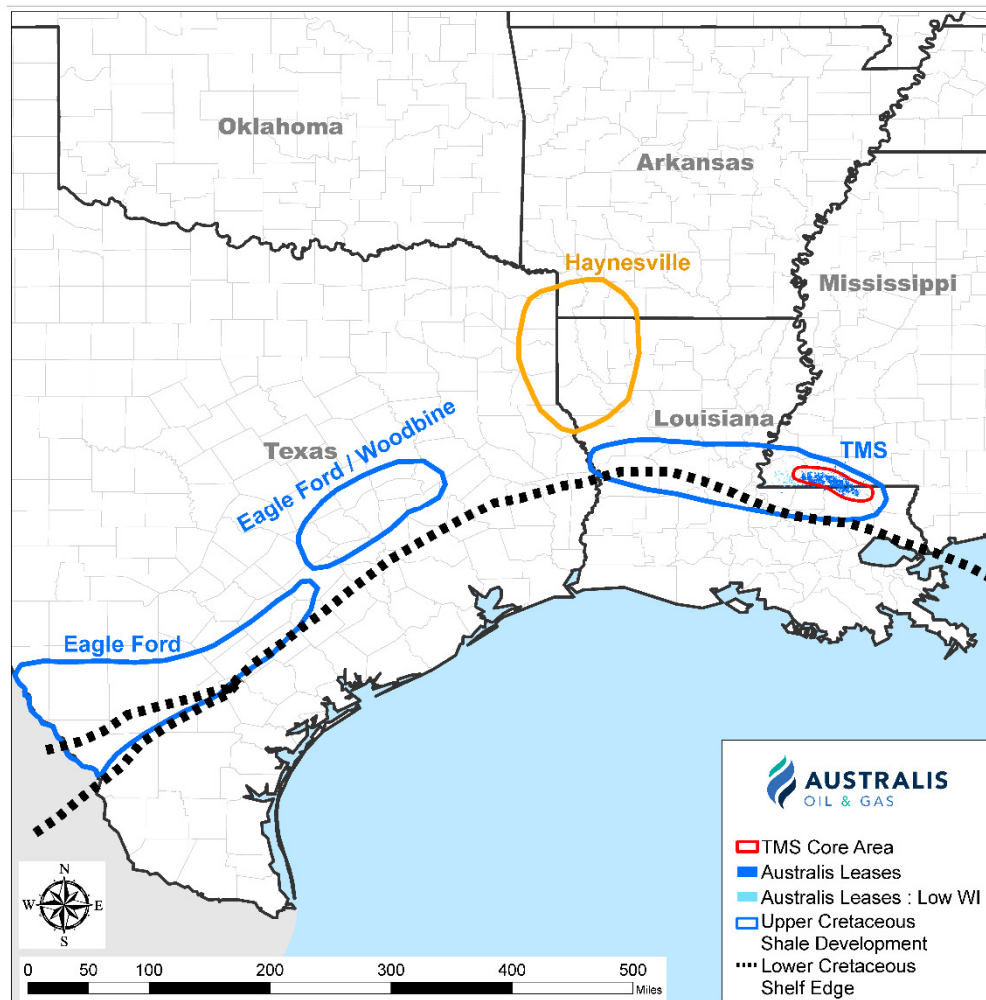 Oklahoma
Arkansas
Haynesville
Mississippi
Louisiana
Texas
TMS
Eagle Ford / Woodbine
Eagle Ford
AUSTRALIS
OIL & GAS
TMS Core Area
Australis Leases
Australis Leases : Low WI
Upper Cretaceous
Shale Development
Lower Cretaceous
Shelf Edge
N
W E
S
0 50 100 200 300 400 500
Miles